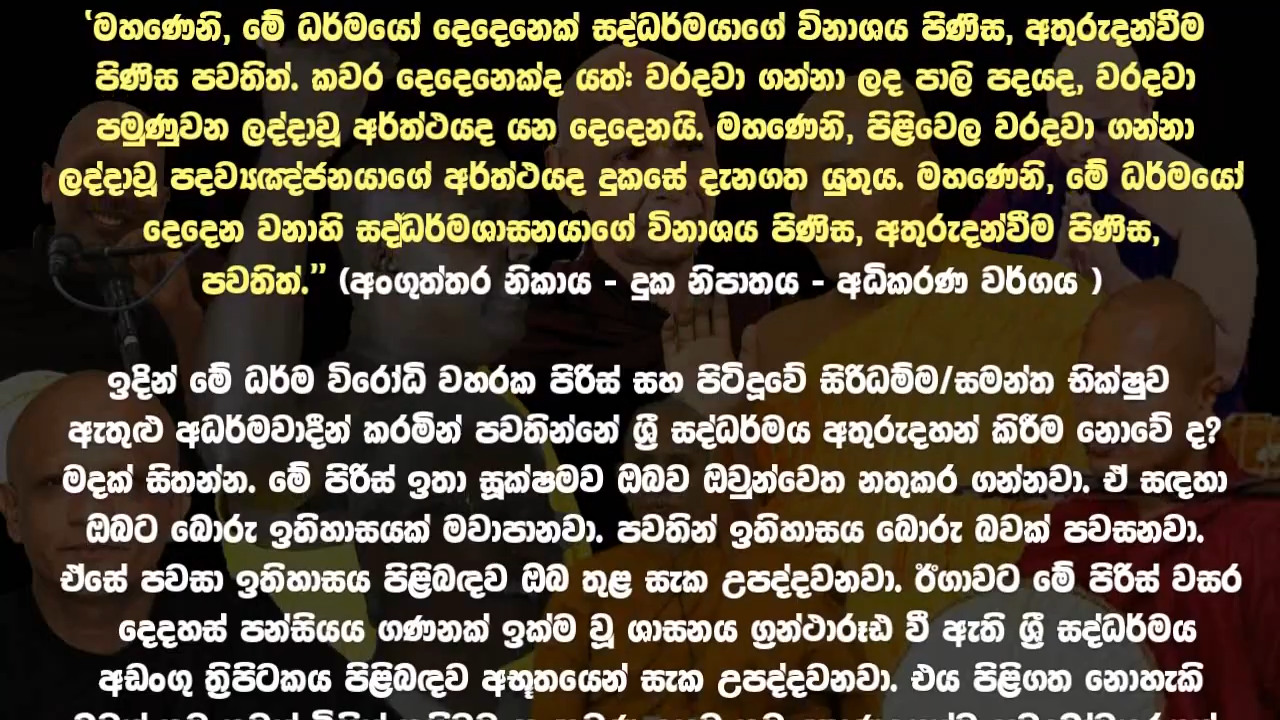 ‘මහණෙනි, මේ ධර්මයෝ දෙදෙනෙක් සද්ධර්මයාගේ විනාශය පිණිස, අතුරුදන්වීම
පිණිස පවතිත්. කවර දෙදෙනෙක්ද යත්: වරදවා ගන්නා ලද පාලි පදයද, වරදවා
පමුණුවන ලද්දාවූ අර්ත්ථයද යන දෙදෙනයි. මහණෙනි, පිළිවෙල වරදවා ගන්නා
ලද්දාවූ පදව්‍යඤ්ජනයාගේ අර්ත්ථයද දුකසේ දැනගත යුතුය. මහණෙනි, මේ ධර්මයෝ
දෙදෙන වනාහි සද්ධර්මශාසනයාගේ විනාශය පිණිස, අතුරුදන්වීම පිණිස,
පවතිත්.” (අංගුත්තර නිකාය - දුක නිපාතය - අධිකරණ වර්ගය )
ඉදින් මේ ධර්ම විරෝධි වහරක පිරිස් සහ පිටිදූවේ සිරිධම්ම/සමන්ත භික්ෂුව
ඇතුළු අධර්මවාදීන් කරමින් පවතින්නේ ශ්‍රී සද්ධර්මය අතුරුදහන් කිරීම නොවේ ද?
මදක් සිතන්න. මේ පිරිස් ඉතා සූක්ෂමව ඔබව ඔවුන්වෙත නතුකර ගන්නවා. ඒ සඳහා
ඔබට බොරු ඉතිහාසයක් මවාපානවා. පවතින ඉතිහාසය බොරු බවක් පවසනවා.
ඒසේ පවසා ඉතිහාසය පිළිබඳව ඔබ තුළ සැක උපද්දවනවා. ඊගාවට මේ පිරිස් වසර
දෙදහස් පන්සියය ගණනක් ඉක්ම වූ ශාසනය ග්‍රන්ථාරූඪ වී ඇති ශ්‍රී සද්ධර්මය
අඩංගු ත්‍රිපිටකය පිළිබඳව අභූතයෙන් සැක උපද්දවනවා. එය පිළිගත නොහැකි